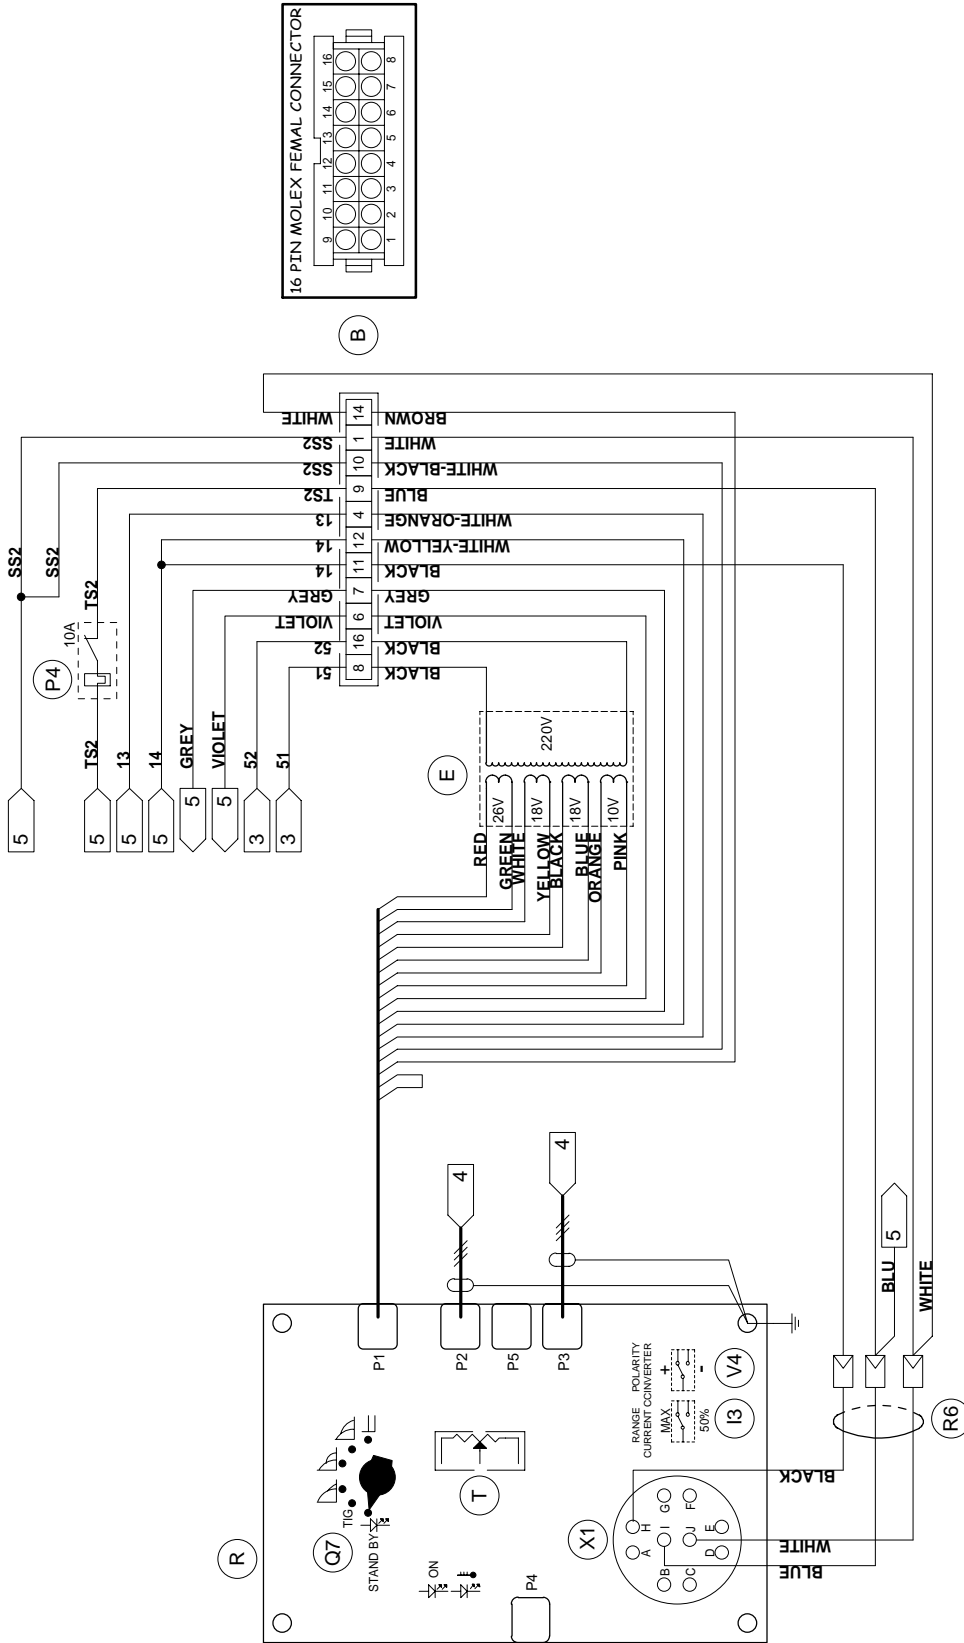 16 PIN MOLEX FEMAL CONNECTOR
9 10 11 12 13 14 15 16
1 2 3 4 5 6 7 8
B
SS2
SS2
TS2
10A
P4
TS2
13
14
GREY
VIOLET
52
51
5
5
5
5
5
5
3
3
WHITE
SS2
SS2
TS2
13
14
14
GREY
VIOLET
52
51
14
1
10
9
4
12
11
7
6
16
8
BROWN
WHITE
WHITE-BLACK
BLUE
WHITE-ORANGE
WHITE-YELLOW
BLACK
GREY
VIOLET
BLACK
BLACK
E
220V
26V
18V
18V
10V
RED
GREEN
WHITE
YELLOW
BLACK
BLUE
ORANGE
PINK
4
4
5
BLU
WHITE
R
P1
P2
P5
P3
P4
Q7
STAND BY
TIG
ON
T
RANGE
CURRENT
POLARITY
CCINVERTER
MAX
50%
+
-
I3
V4
X1
A
B
C
D
E
F
G
H
I
J
BLACK
WHITE
BLUE
R6